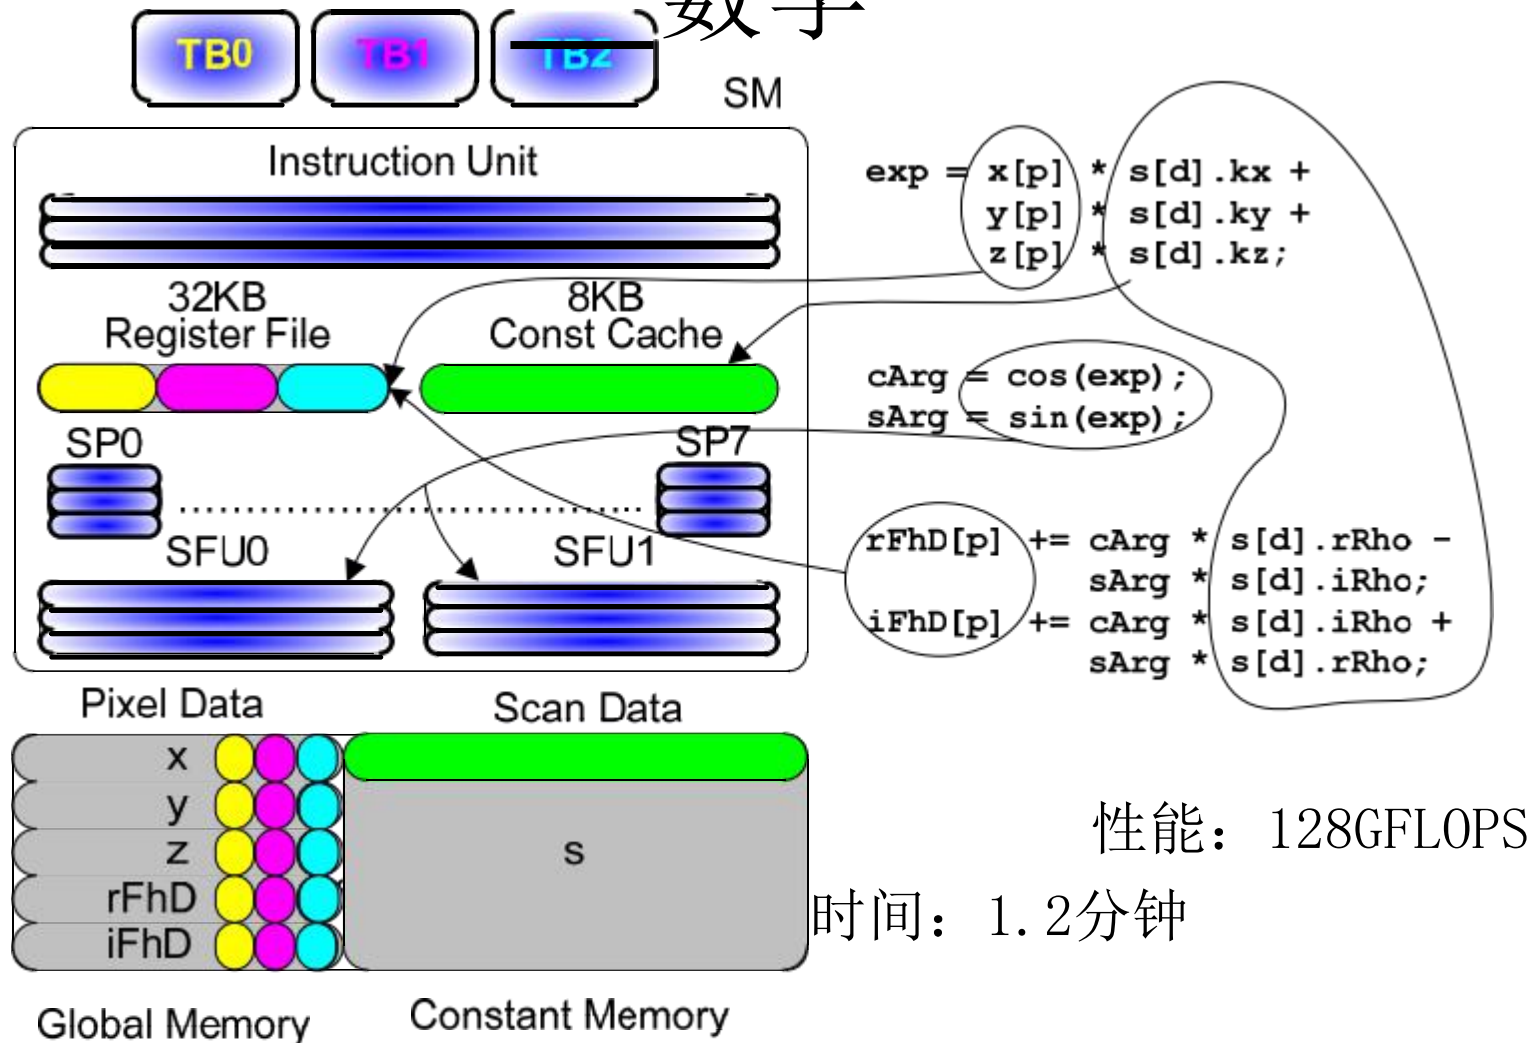 数学
TB0 TB1 TB2
SM
Instruction Unit
32KB
Register File
8KB
Const Cache
SP0
SP7
SFU0
SFU1
exp = x[p] * s[d].kx +
y[p] * s[d].ky +
z[p] * s[d].kz;
cArg = cos(exp);
sArg = sin(exp);
rFhD[p] += cArg * s[d].rRho -
sArg * s[d].iRho;
iFhD[p] += cArg * s[d].iRho +
sArg * s[d].rRho;
Pixel Data
Scan Data
x
y
z
rFhD
iFhD
s
Global Memory
Constant Memory
性能: 128GFLOPS
时间: 1.2分钟